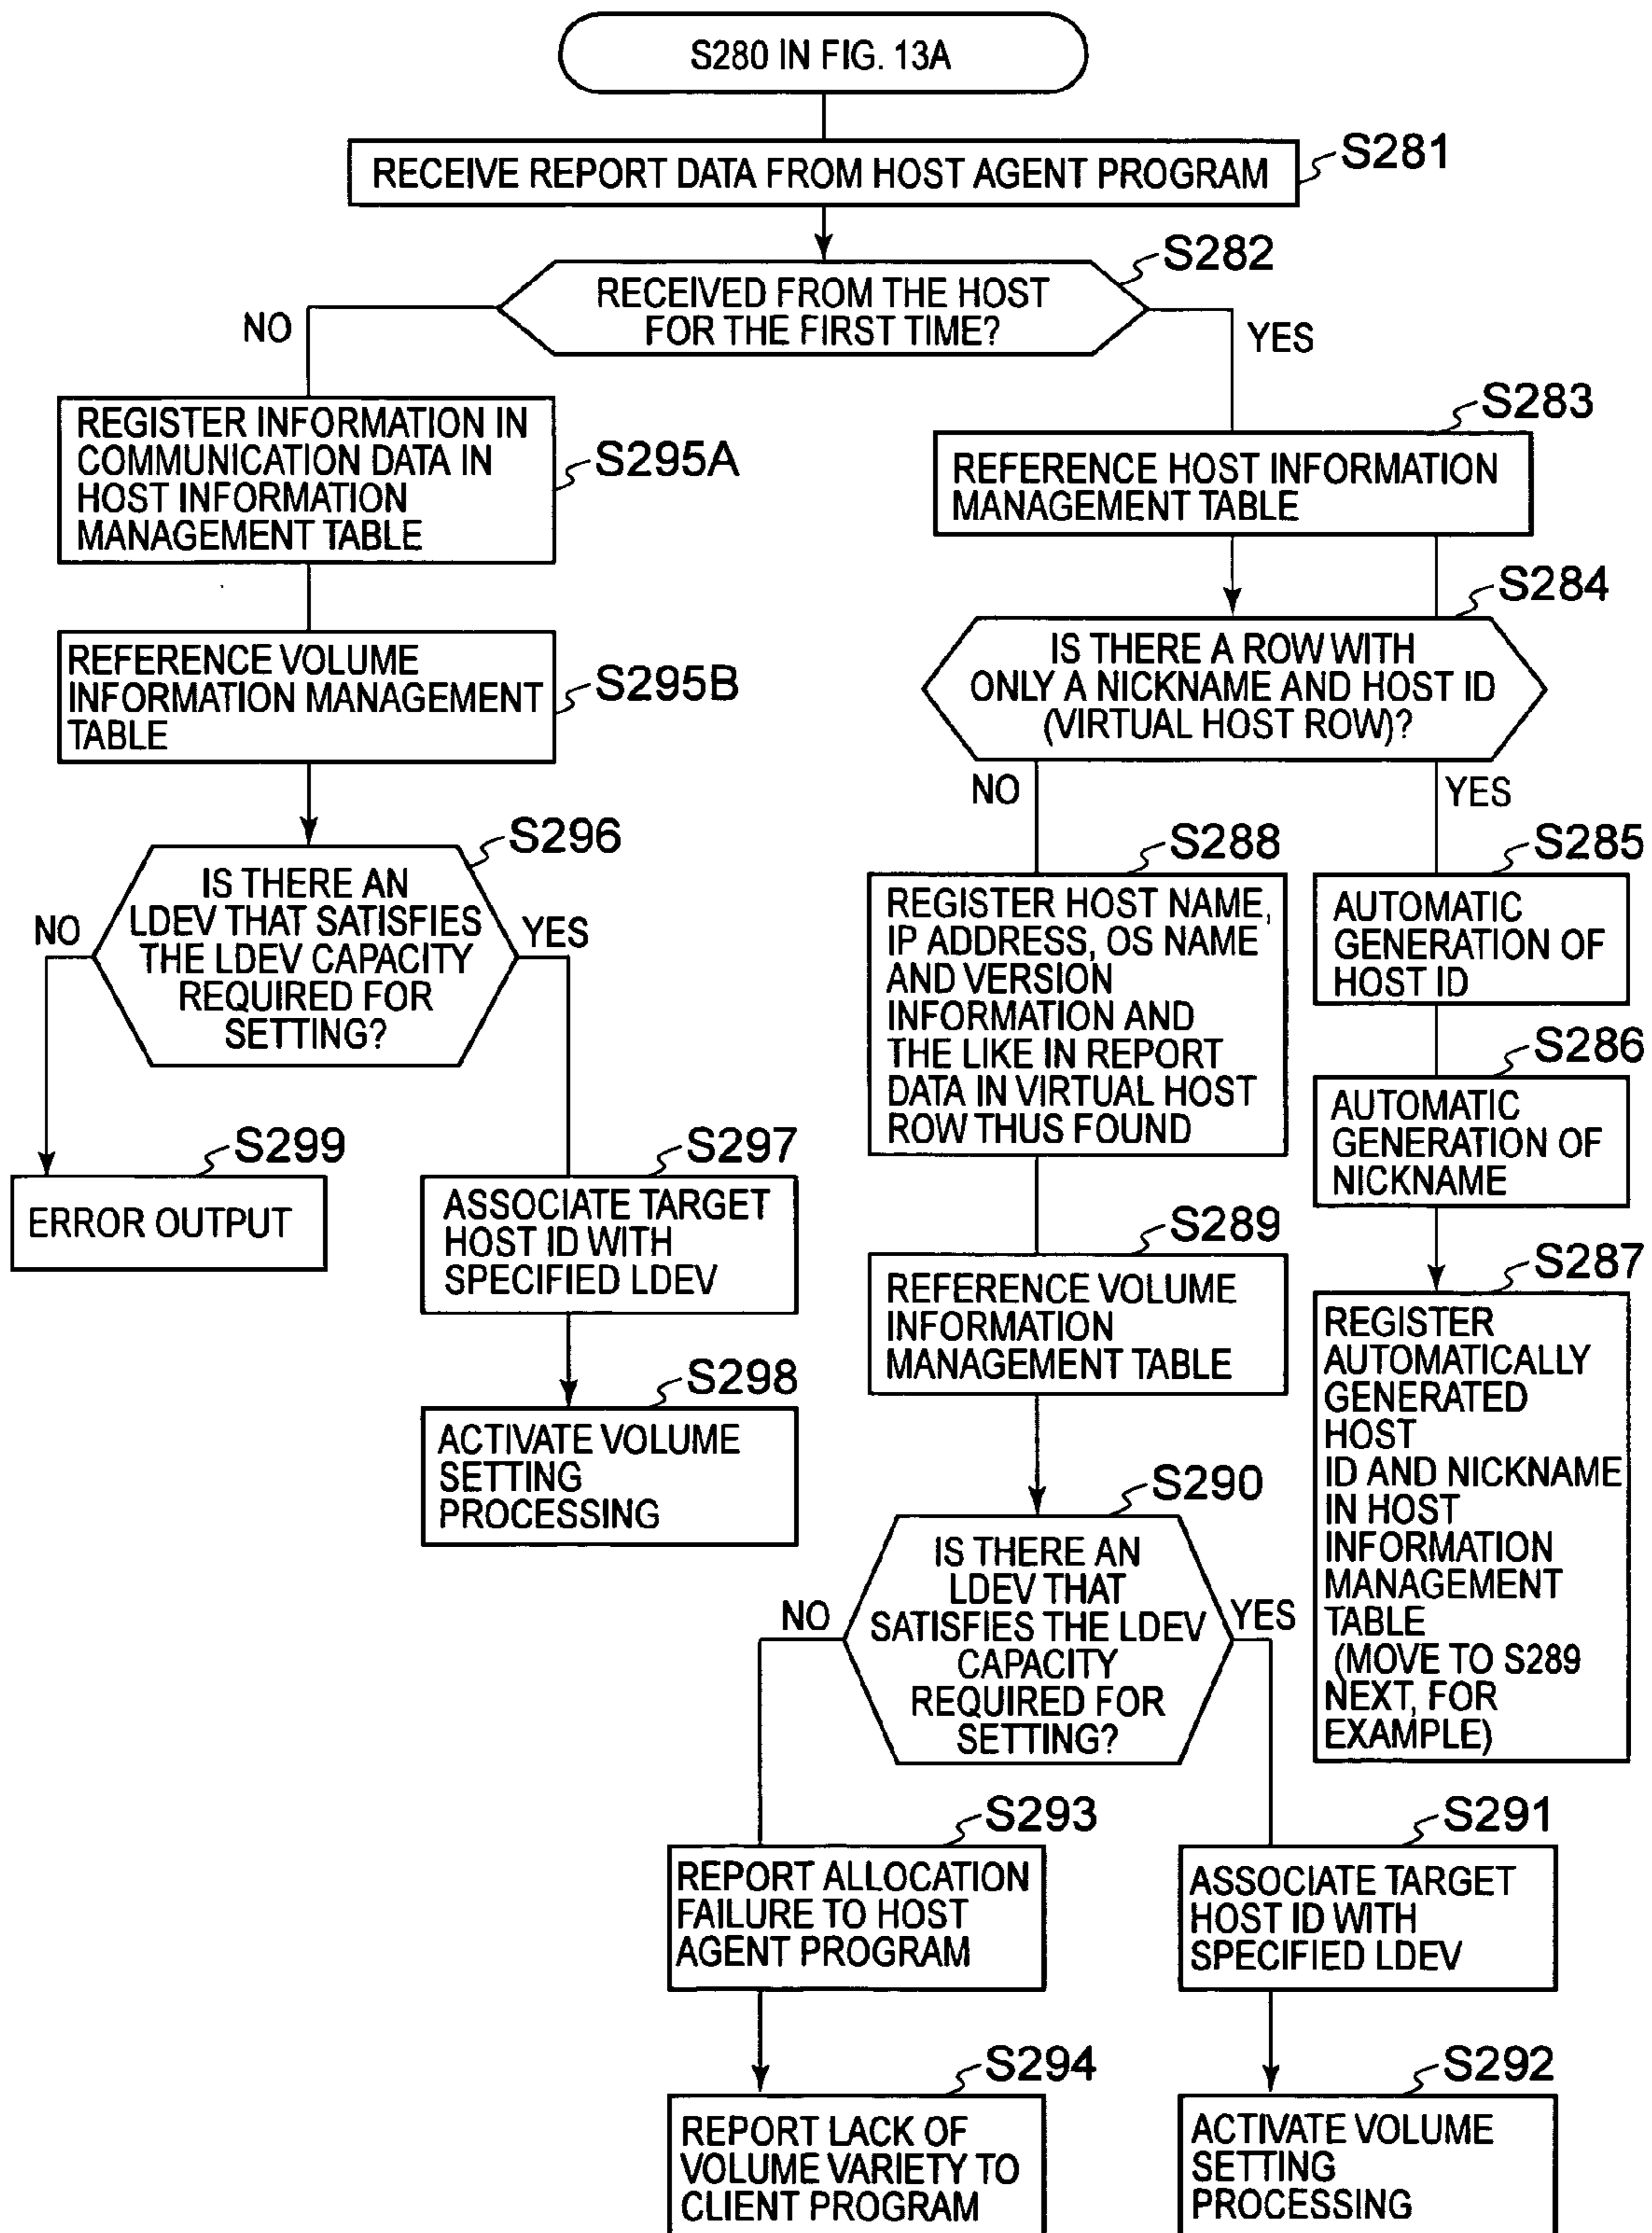 S280 IN FIG. 13A
S281
RECEIVE REPORT DATA FROM HOST AGENT PROGRAM
S282
RECEIVED FROM THE HOST
FOR THE FIRST TIME?
NO
YES
REGISTER INFORMATION IN
COMMUNICATION DATA IN
HOST INFORMATION
MANAGEMENT TABLE
S295A
REFERENCE VOLUME
INFORMATION MANAGEMENT
TABLE
S295B
S296
IS THERE AN
LDEV THAT SATISFIES
THE LDEV CAPACITY
REQUIRED FOR
SETTING?
NO
YES
S299
ERROR OUTPUT
S297
ASSOCIATE TARGET
HOST ID WITH
SPECIFIED LDEV
S298
ACTIVATE VOLUME
SETTING
PROCESSING
S283
REFERENCE HOST INFORMATION
MANAGEMENT TABLE
S284
IS THERE A ROW WITH
ONLY A NICKNAME AND HOST ID
(VIRTUAL HOST ROW)?
NO
YES
S288
REGISTER HOST NAME,
IP ADDRESS, OS NAME
AND VERSION
INFORMATION AND
THE LIKE IN REPORT
DATA IN VIRTUAL HOST
ROW THUS FOUND
S289
REFERENCE VOLUME
INFORMATION
MANAGEMENT TABLE
S285
AUTOMATIC
GENERATION OF
HOST ID
S286
AUTOMATIC
GENERATION OF
NICKNAME
S287
REGISTER
AUTOMATICALLY
GENERATED
HOST
ID AND NICKNAME
IN HOST
INFORMATION
MANAGEMENT
TABLE
(MOVE TO S289
NEXT, FOR
EXAMPLE)
S290
IS THERE AN
LDEV THAT
SATISFIES THE LDEV
CAPACITY
REQUIRED FOR
SETTING?
NO
YES
S293
REPORT ALLOCATION
FAILURE TO HOST
AGENT PROGRAM
S294
REPORT LACK OF
VOLUME VARIETY TO
CLIENT PROGRAM
S291
ASSOCIATE TARGET
HOST ID WITH
SPECIFIED LDEV
S292
ACTIVATE VOLUME
SETTING
PROCESSING